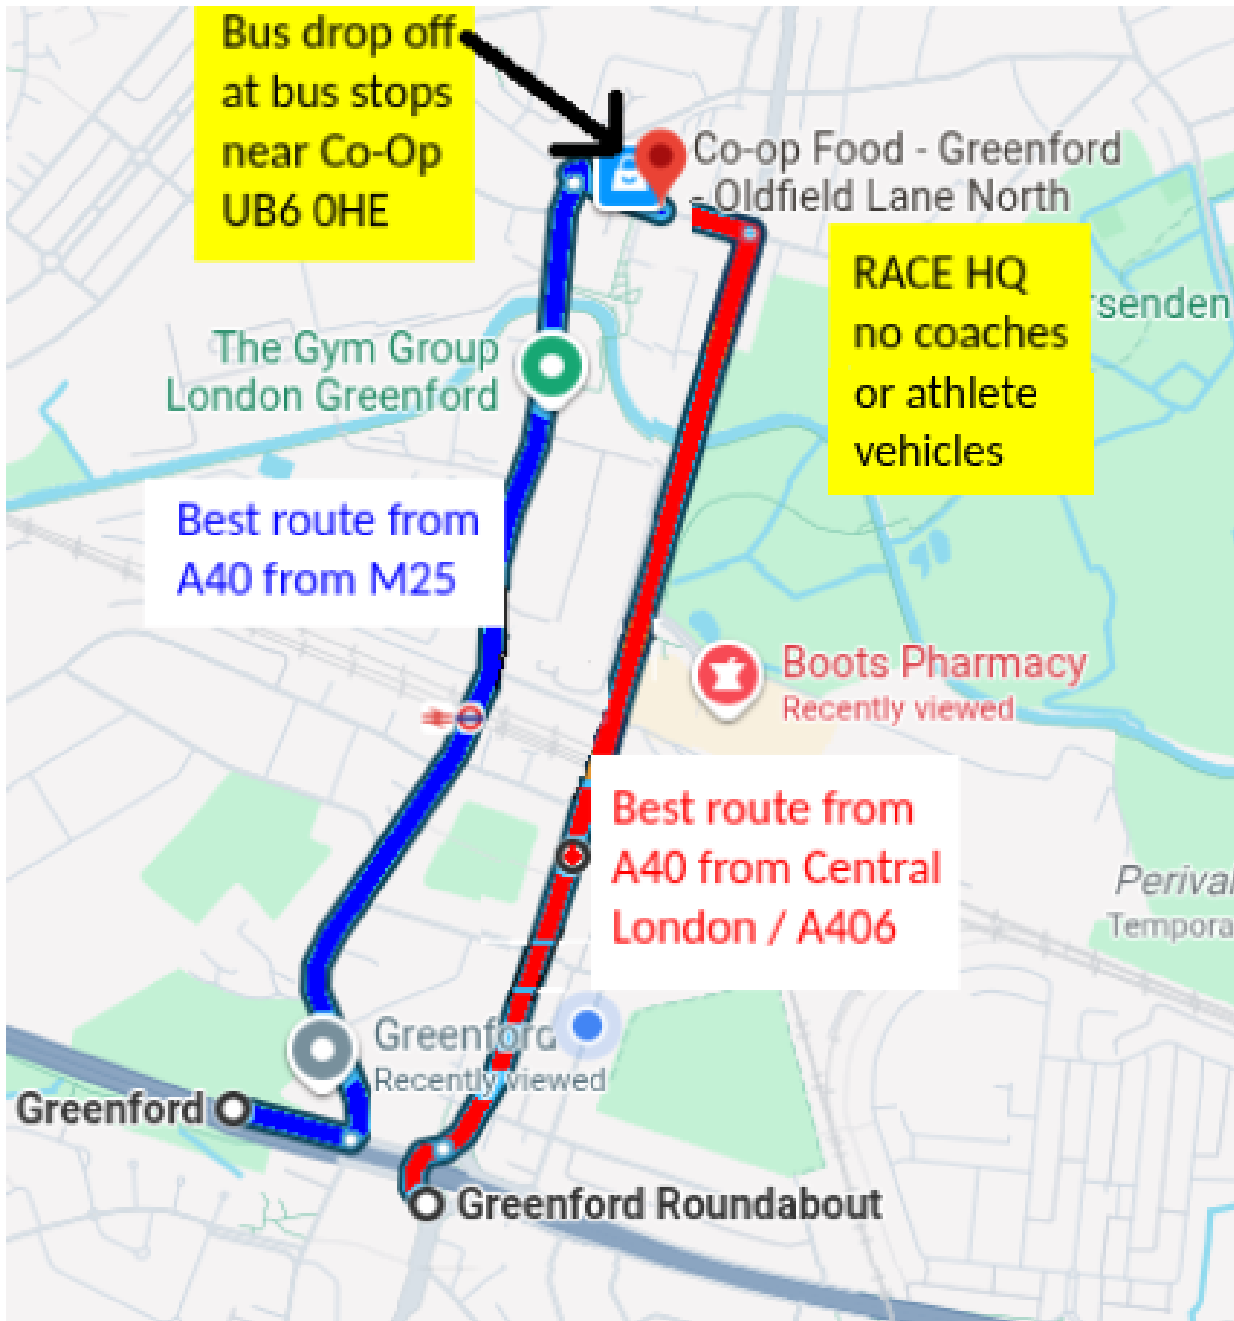 Bus drop off
at bus stops
near Co-Op
UB6 0HE
Co-op Food - Greenford
- Oldfield Lane North
RACE HQ
no coaches
or athlete
vehicles
rsenden
The Gym Group
London Greenford
Best route from
A40 from M25
Boots Pharmacy
Recently viewed
Best route from
A40 from Central
London / A406
Perival
Tempora
Greenford
Recently viewed
Greenford
Greenford Roundabout